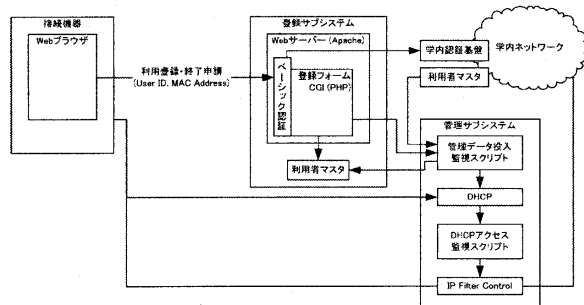 接続機器
Webブラウザ
利用登録・終了申請
(User ID, MAC Address)
登録サブシステム
Webサーバー(Apache)
ベーシック認証
登録フォーム
CGI(PHP)
利用者マスタ
学内認証基盤
利用者マスタ
学内ネットワーク
管理サブシステム
管理データ投入
監視スクリプト
DHCP
DHCPアクセス
監視スクリプト
IP Filter Control